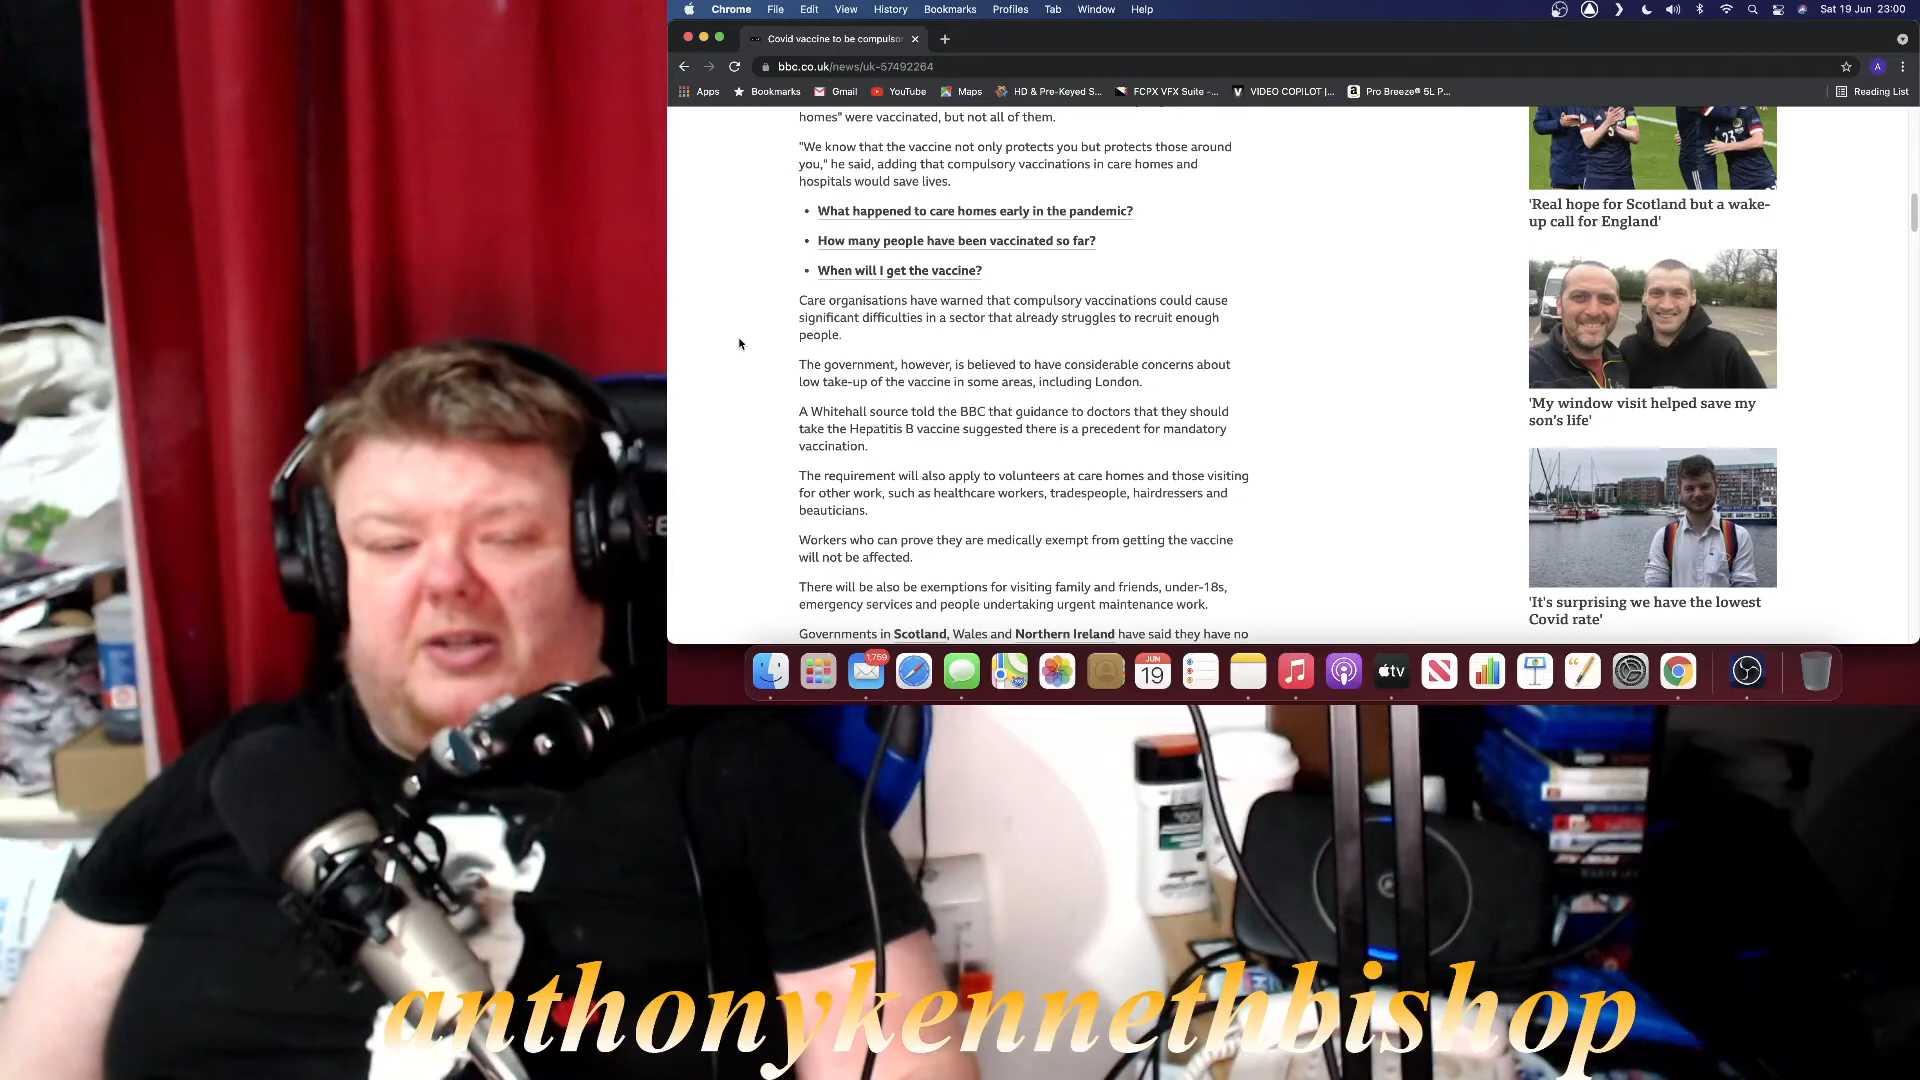 Chrome File Edit View History Bookmarks Profiles Tab Window Help
Sat 19 Jun 23:00
Covid vaccine to be compulsor
bbc.co.uk/news/uk-57492264
A
Apps Bookmarks Gmail YouTube Maps HD & Pre-Keyed S... FCPX VFX Suite -... VIDEO COPILOT |... Pro Breeze® 5L P...
Reading List
homes" were vaccinated, but not all of them.
"We know that the vaccine not only protects you but protects those around
you," he said, adding that compulsory vaccinations in care homes and
hospitals would save lives.
• What happened to care homes early in the pandemic?
• How many people have been vaccinated so far?
• When will I get the vaccine?
Care organisations have warned that compulsory vaccinations could cause
significant difficulties in a sector that already struggles to recruit enough
people.
The government, however, is believed to have considerable concerns about
low take-up of the vaccine in some areas, including London.
A Whitehall source told the BBC that guidance to doctors that they should
take the Hepatitis B vaccine suggested there is a precedent for mandatory
vaccination.
The requirement will also apply to volunteers at care homes and those visiting
for other work, such as healthcare workers, tradespeople, hairdressers and
beauticians.
Workers who can prove they are medically exempt from getting the vaccine
will not be affected.
There will be also be exemptions for visiting family and friends, under-18s,
emergency services and people undertaking urgent maintenance work.
Governments in Scotland, Wales and Northern Ireland have said they have no
23
'Real hope for Scotland but a wake-
up call for England'
'My window visit helped save my
son's life'
'It's surprising we have the lowest
Covid rate'
1,759
JUN
19
tv
anthonykennethbishop